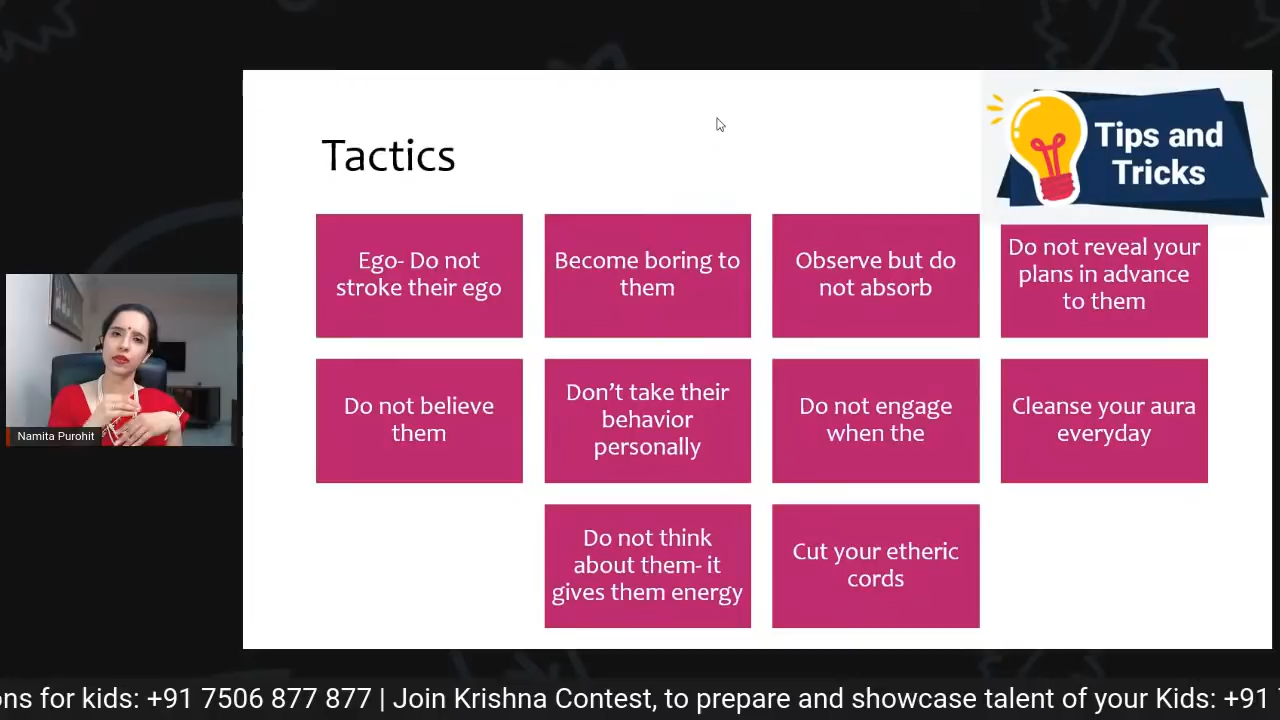 Tactics
Tips and
Tricks
Ego- Do not
stroke their ego
Become boring to
them
Observe but do
not absorb
Do not reveal your
plans in advance
to them
Do not believe
them
Don’t take their
behavior
personally
Do not engage
when the
Cleanse your aura
everyday
Do not think
about them- it
gives them energy
Cut your etheric
cords
Namita Purohit
ons for kids: +91 7506 877 877 | Join Krishna Contest, to prepare and showcase talent of your Kids: +91